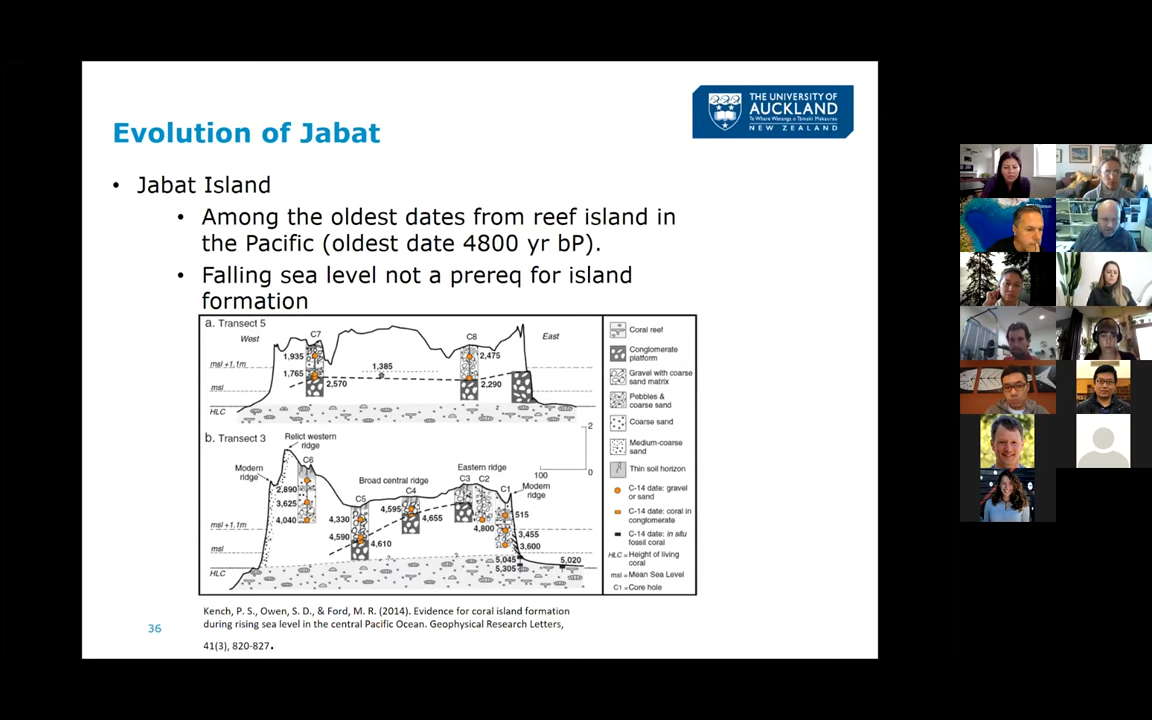 THE UNIVERSITY OF
AUCKLAND
Te Whare Wānanga o Tāmaki Makaurau
NEW ZEALAND
Evolution of Jabat
• Jabat Island
• Among the oldest dates from reef island in
the Pacific (oldest date 4800 yr bP).
• Falling sea level not a prereq for island
formation
a. Transect 5
West
C7
C8
East
1,935
2,475
msl +1.1m
1,385
1,765
2,570
2,290
msl
HLC
b. Transect 3
Relict western
ridge
2
0
100
C6
Modern
ridge
Broad central ridge
Eastern ridge
C3 C2
Modern
ridge
C5
C4
C1
2,890
3,625
4,040
4,330
4,595
4,655
4,800
515
msl +1.1m
4,590
4,610
3,455
3,600
msl
?
?
5,045
5,020
5,305
HLC
Coral reef
Conglomerate
platform
Gravel with coarse
sand matrix
Pebbles &
coarse sand
Coarse sand
Medium-coarse
sand
Thin soil horizon
C-14 date: gravel
or sand
C-14 date: coral in
conglomerate
C-14 date: in situ
fossil coral
HLC = Height of living
coral
msl = Mean Sea Level
C1 = Core hole
Kench, P. S., Owen, S. D., & Ford, M. R. (2014). Evidence for coral island formation
during rising sea level in the central Pacific Ocean. Geophysical Research Letters,
41(3), 820-827.
36